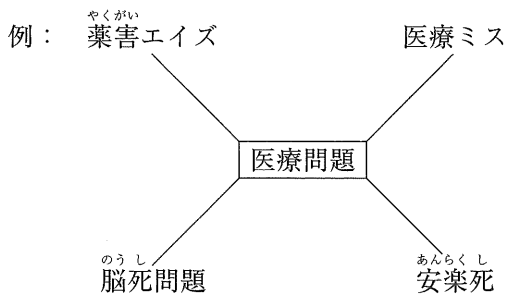 例： 薬害エイズ 医療ミス
やくがい
医療問題
のう し
脳死問題
あんらく し
安楽死